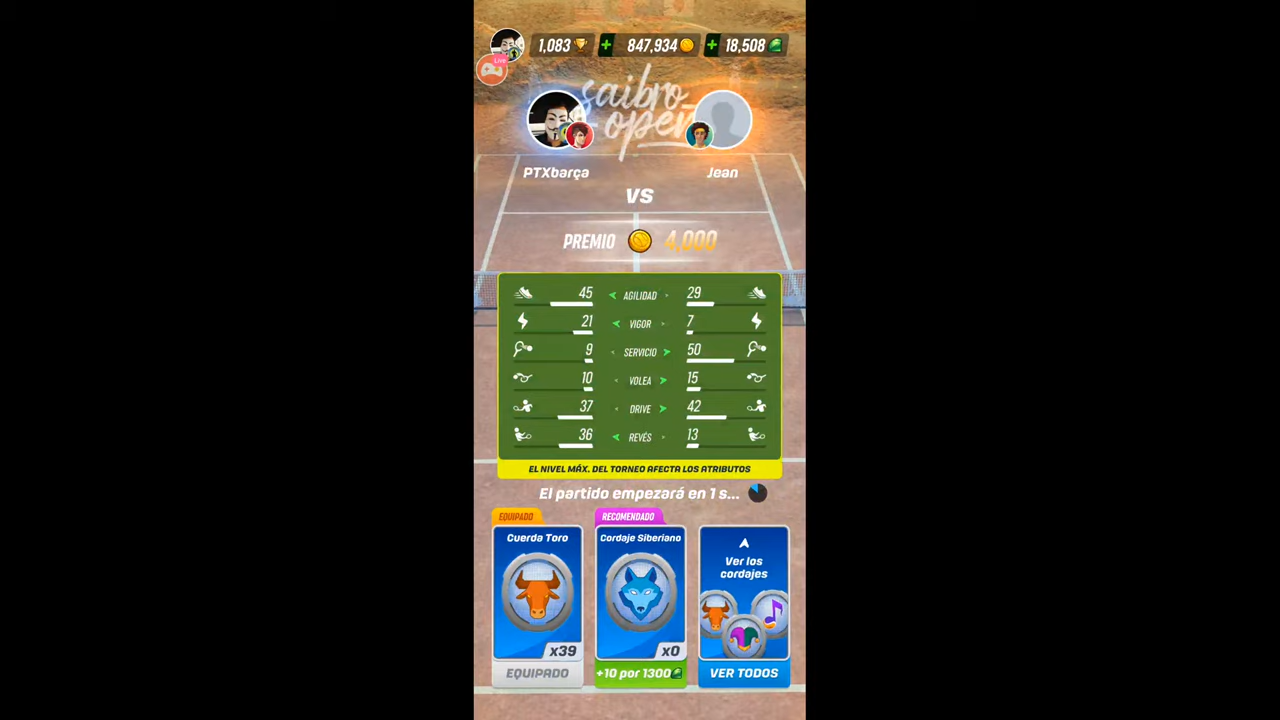 1,083
847,934
18,508
Live
saibro
open
PTXbarça
Jean
VS
PREMIO 4,000
45 AGILIDAD 29
21 VIGOR 7
9 SERVICIO 50
10 VOLEA 15
37 DRIVE 42
36 REVÉS 13
EL NIVEL MÁX. DEL TORNEO AFECTA LOS ATRIBUTOS
El partido empezará en 1 s...
EQUIPADO
Cuerda Toro
x39
EQUIPADO
RECOMENDADO
Cordaje Siberiano
x0
+10 por 1300
Ver los
cordajes
VER TODOS